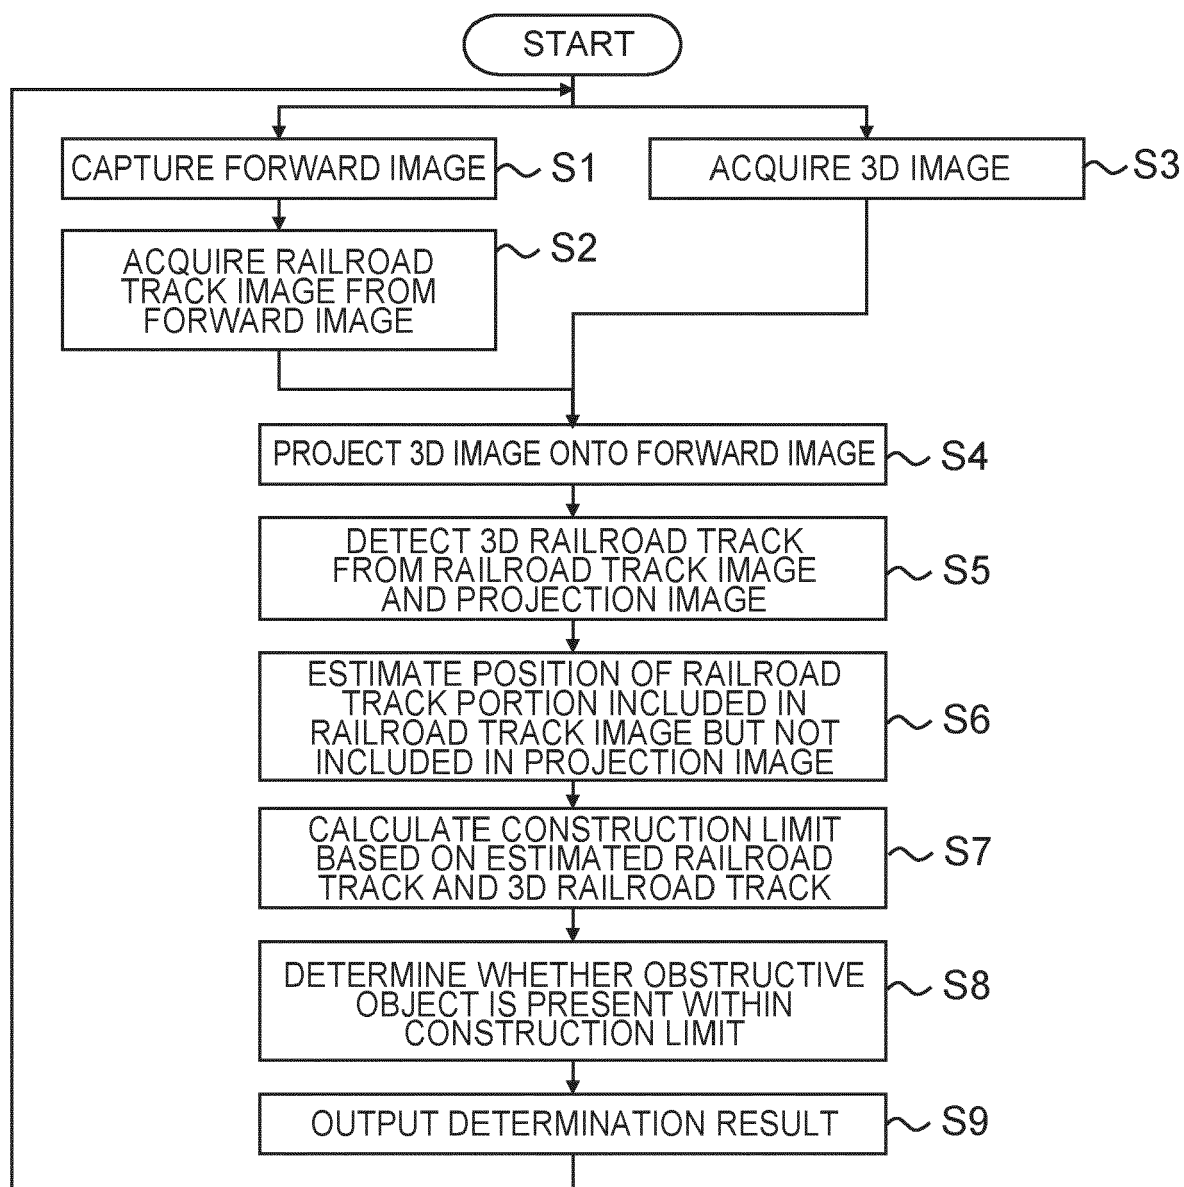 START
CAPTURE FORWARD IMAGE
S1
ACQUIRE 3D IMAGE
S3
ACQUIRE RAILROAD
TRACK IMAGE FROM
FORWARD IMAGE
S2
PROJECT 3D IMAGE ONTO FORWARD IMAGE
S4
DETECT 3D RAILROAD TRACK
FROM RAILROAD TRACK IMAGE
AND PROJECTION IMAGE
S5
ESTIMATE POSITION OF RAILROAD
TRACK PORTION INCLUDED IN
RAILROAD TRACK IMAGE BUT NOT
INCLUDED IN PROJECTION IMAGE
S6
CALCULATE CONSTRUCTION LIMIT
BASED ON ESTIMATED RAILROAD
TRACK AND 3D RAILROAD TRACK
S7
DETERMINE WHETHER OBSTRUCTIVE
OBJECT IS PRESENT WITHIN
CONSTRUCTION LIMIT
S8
OUTPUT DETERMINATION RESULT
S9